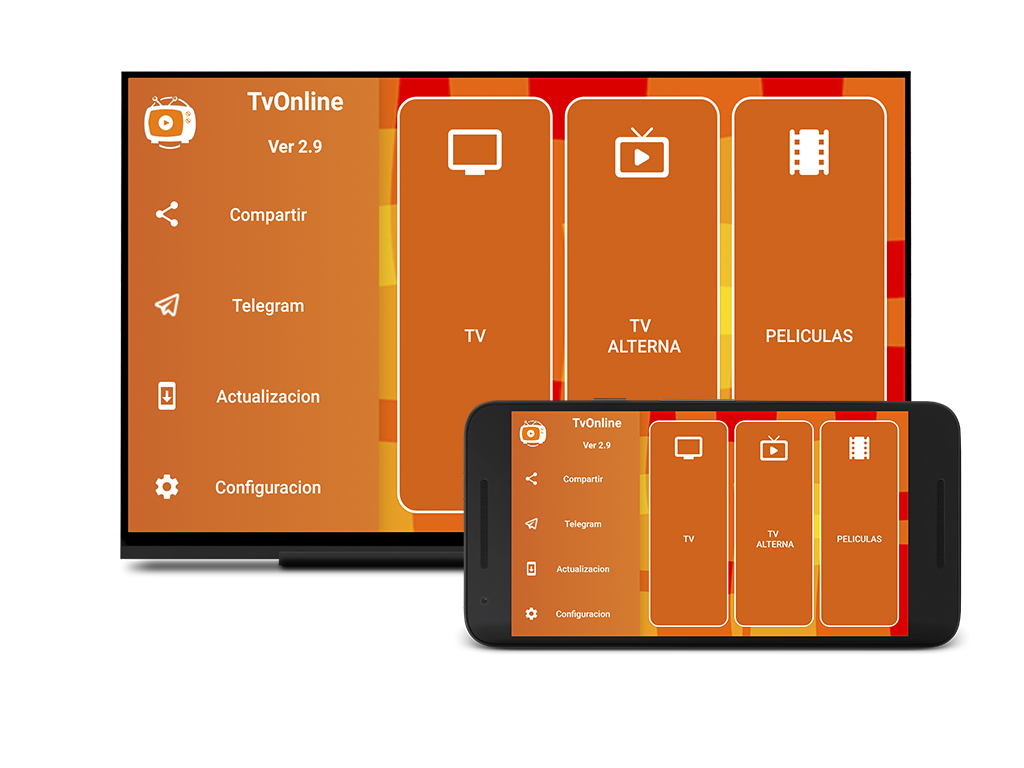 TvOnline
Ver 2.9
Compartir
Telegram
Actualizacion
Configuracion
TV
TV
ALTERNA
PELICULAS
TvOnline
Ver 2.9
Compartir
Telegram
Actualizacion
Configuracion
TV
TV
ALTERNA
PELICULAS